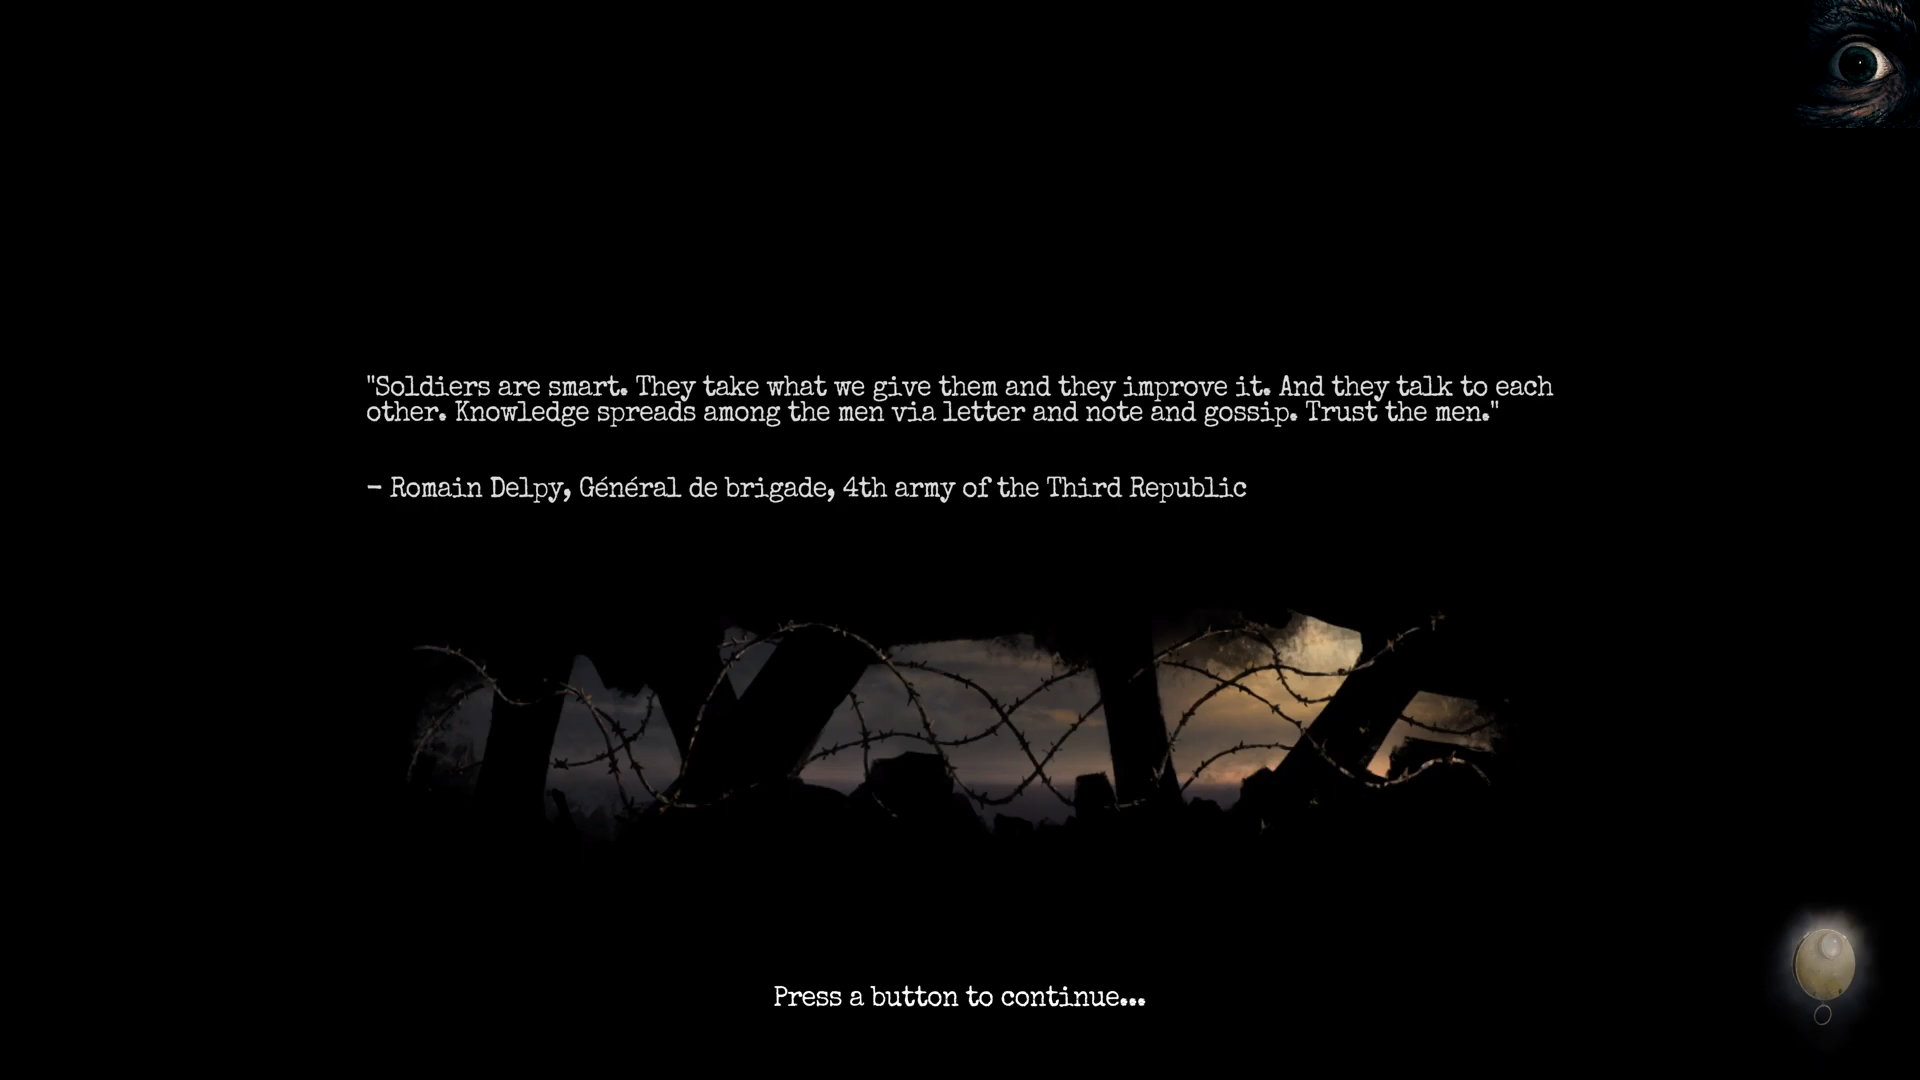 "Soldiers are smart. They take what we give them and they improve it. And they talk to each
other. Knowledge spreads among the men via letter and note and gossip. Trust the men."
– Romain Delpy, Général de brigade, 4th army of the Third Republic
Press a button to continue...